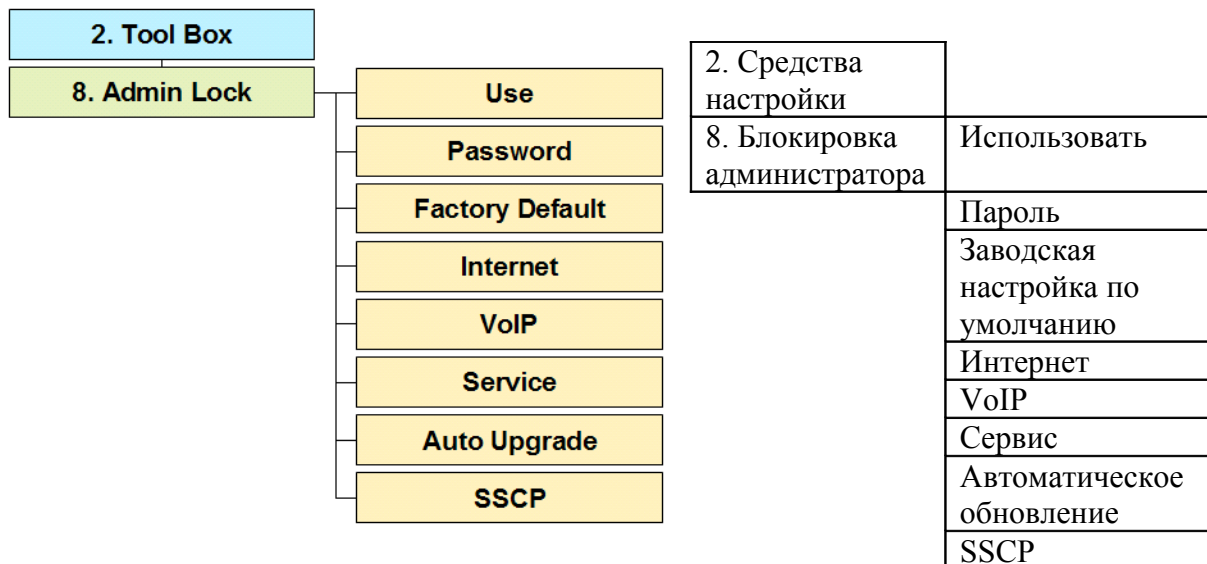 2. Tool Box
8. Admin Lock
Use
Password
Factory Default
Internet
VoIP
Service
Auto Upgrade
SSCP
2. Средства
настройки
8. Блокировка
администратора
Использовать
Пароль
Заводская
настройка по
умолчанию
Интернет
VoIP
Сервис
Автоматическое
обновление
SSCP